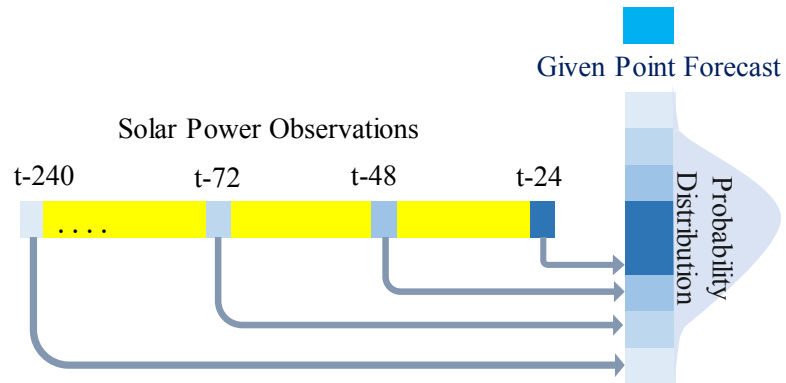 Given Point Forecast
Solar Power Observations
t-240 t-72 t-48 t-24
. . . .
Probability
Distribution